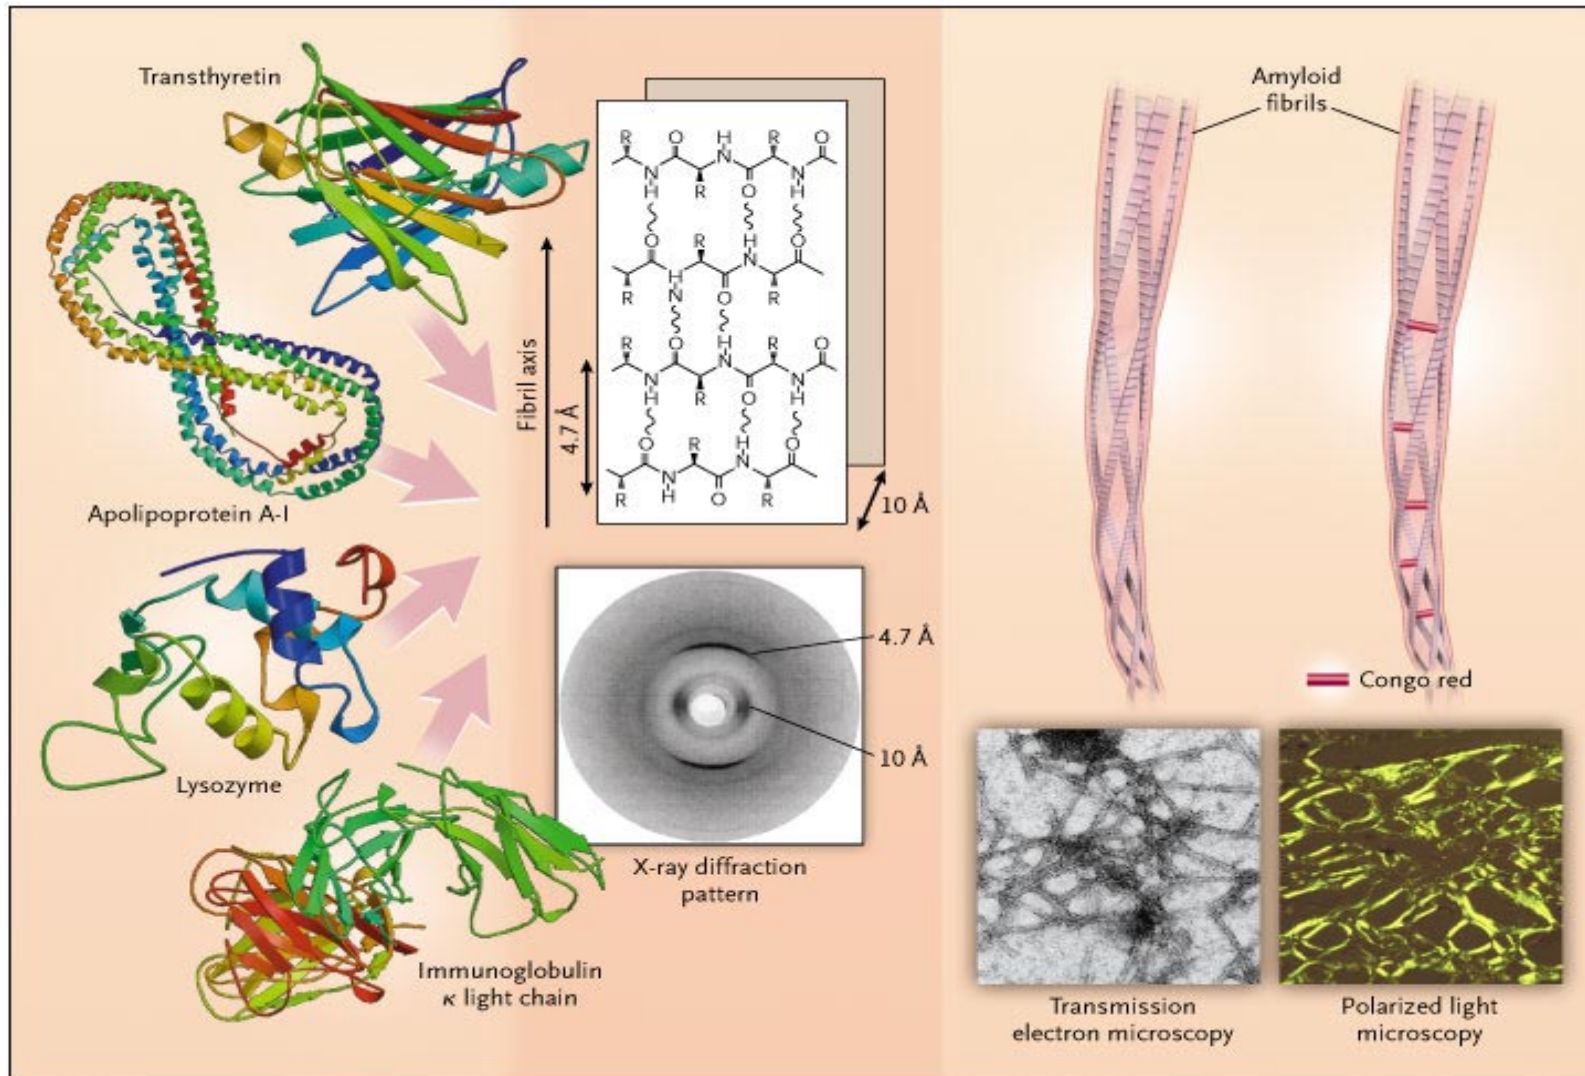 Transthyretin
Apolipoprotein A-I
Lysozyme
Immunoglobulin
κ light chain
Fibril axis
4.7 Å
R
O
H
N
R
O
R
H
N
O
R
N
H
O
N
H
O
R
H
N
O
H
N
O
R
H
N
O
R
R
O
H
N
R
O
R
O
N
H
R
O
N
H
O
R
H
N
O
R
N
H
O
R
10 Å
4.7 Å
10 Å
X-ray diffraction
pattern
Amyloid
fibrils
Congo red
Transmission
electron microscopy
Polarized light
microscopy